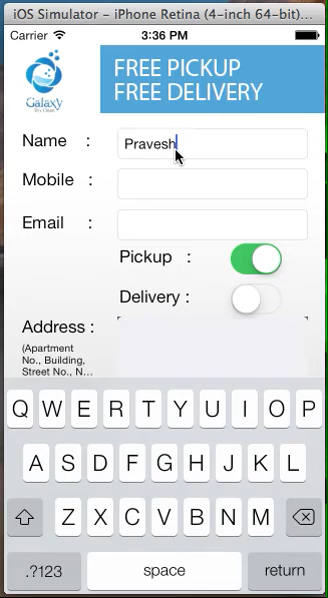 iOS Simulator – iPhone Retina (4-inch 64-bit)...
Carrier 3:36 PM
Galaxy
FREE PICKUP
FREE DELIVERY
Name :
Pravesh
Mobile :
Email :
Pickup :
Delivery :
Address :
(Apartment
No., Building,
Street No., N...
Q W E R T Y U I O P
A S D F G H J K L
Z X C V B N M
.?123 space return